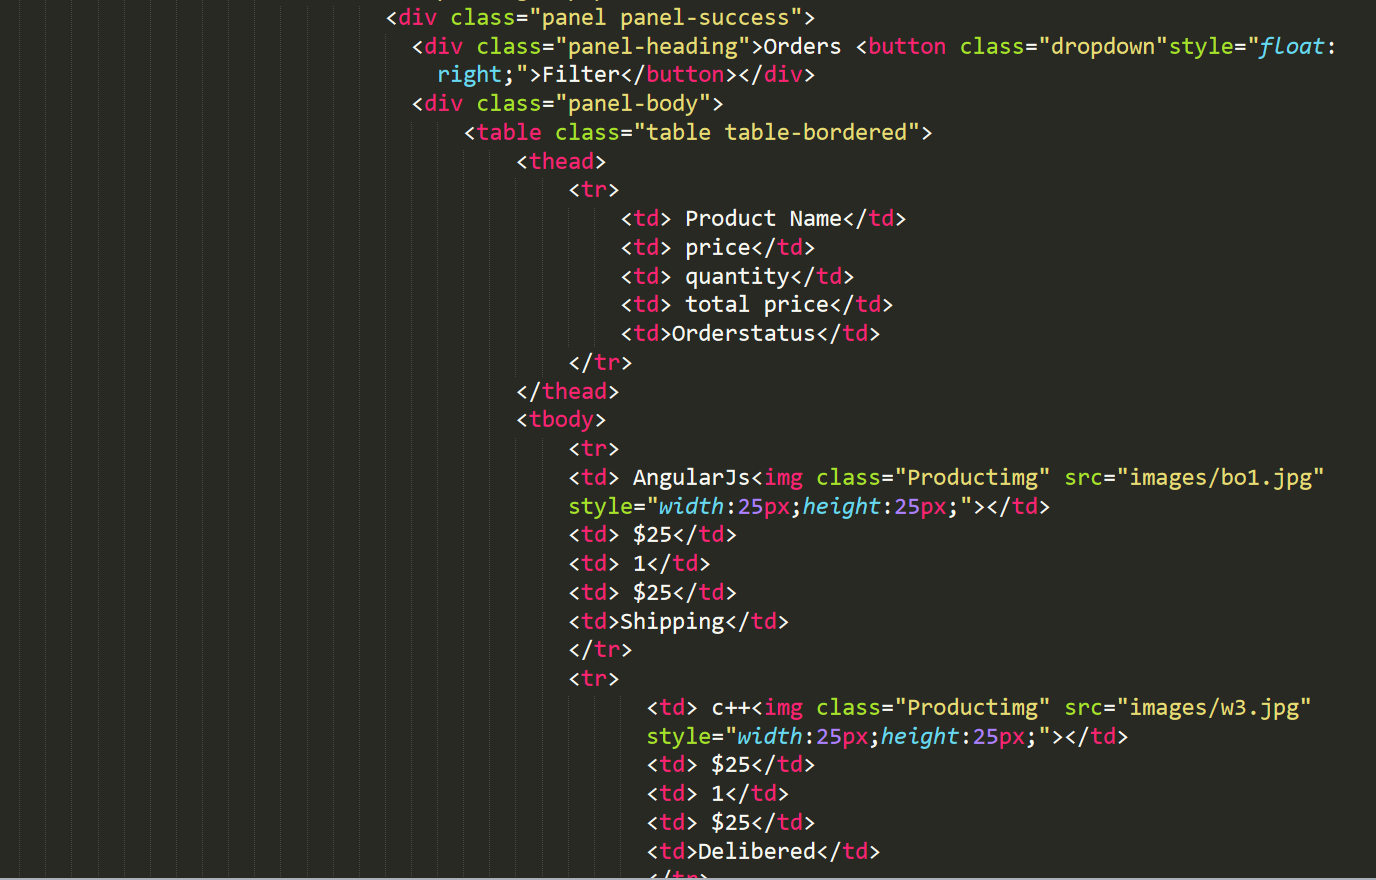 <div class="panel panel-success">
<div class="panel-heading">Orders <button class="dropdown"style="float:
right;">Filter</button></div>
<div class="panel-body">
<table class="table table-bordered">
<thead>
<tr>
<td> Product Name</td>
<td> price</td>
<td> quantity</td>
<td> total price</td>
<td>Orderstatus</td>
</tr>
</thead>
<tbody>
<tr>
<td> AngularJs<img class="Productimg" src="images/bo1.jpg"
style="width:25px;height:25px;"></td>
<td> $25</td>
<td> 1</td>
<td> $25</td>
<td>Shipping</td>
</tr>
<tr>
<td> c++<img class="Productimg" src="images/w3.jpg"
style="width:25px;height:25px;"></td>
<td> $25</td>
<td> 1</td>
<td> $25</td>
<td>Delibered</td>
</tr>